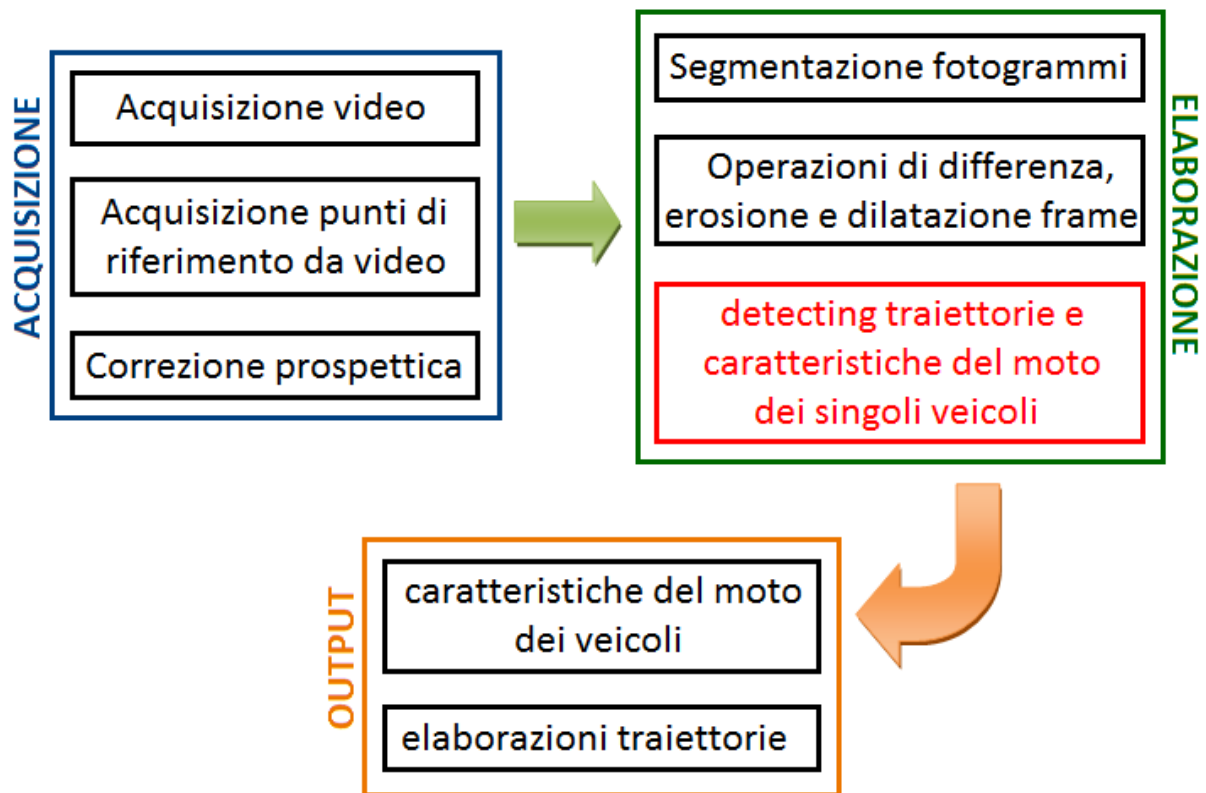 ACQUISIZIONE
Acquisizione video
Acquisizione punti di
riferimento da video
Correzione prospettica
ELABORAZIONE
Segmentazione fotogrammi
Operazioni di differenza,
erosione e dilatazione frame
detecting traiettorie e
caratteristiche del moto
dei singoli veicoli
OUTPUT
caratteristiche del moto
dei veicoli
elaborazioni traiettorie